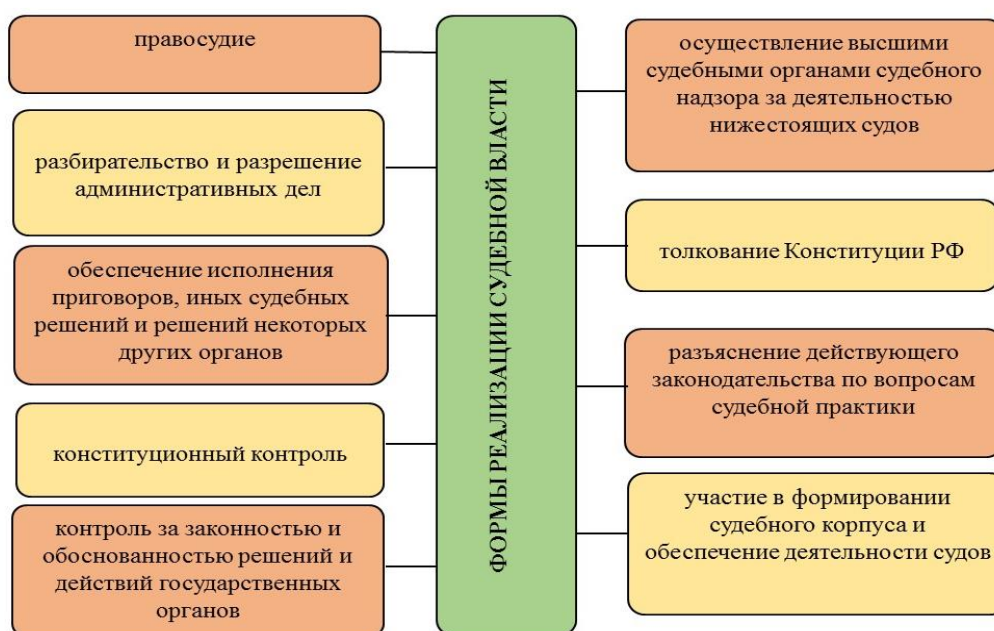 правосудие
разбирательство и разрешение
административных дел
обеспечение исполнения
приговоров, иных судебных
решений и решений некоторых
других органов
конституционный контроль
контроль за законностью и
обоснованностью решений и
действий государственных
органов
ФОРМЫ РЕАЛИЗАЦИИ СУДЕБНОЙ ВЛАСТИ
осуществление высшими
судебными органами судебного
надзора за деятельностью
нижестоящих судов
толкование Конституции РФ
разъяснение действующего
законодательства по вопросам
судебной практики
участие в формировании
судебного корпуса и
обеспечение деятельности судов